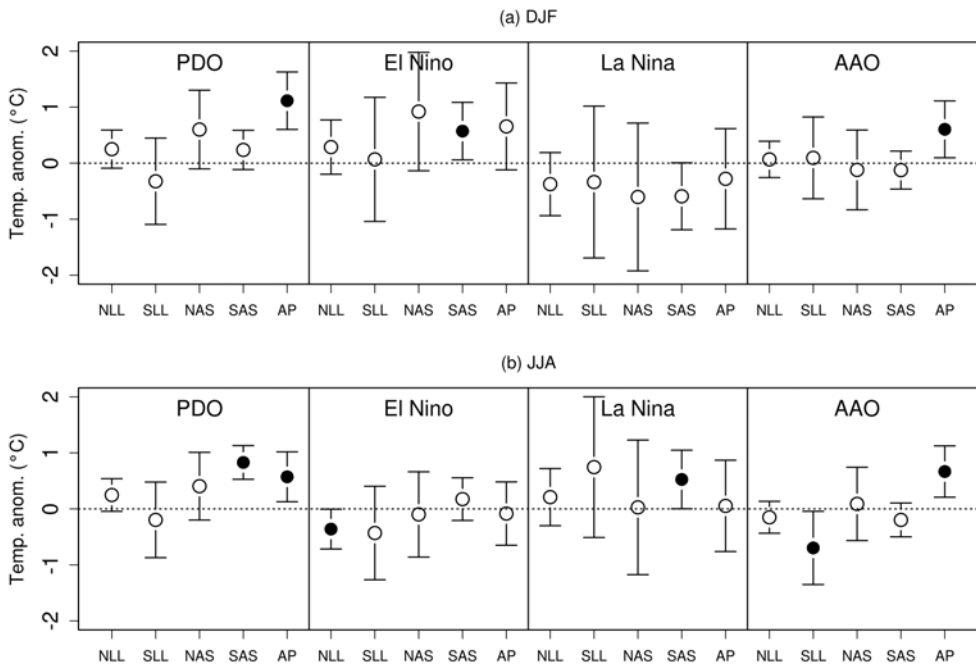 (a) DJF
Temp. anom. (°C)
2
1
0
-1
-2
PDO
El Nino
La Nina
AAO
NLL SLL NAS SAS AP NLL SLL NAS SAS AP NLL SLL NAS SAS AP NLL SLL NAS SAS AP
(b) JJA
Temp. anom. (°C)
2
1
0
-1
-2
PDO
El Nino
La Nina
AAO
NLL SLL NAS SAS AP NLL SLL NAS SAS AP NLL SLL NAS SAS AP NLL SLL NAS SAS AP